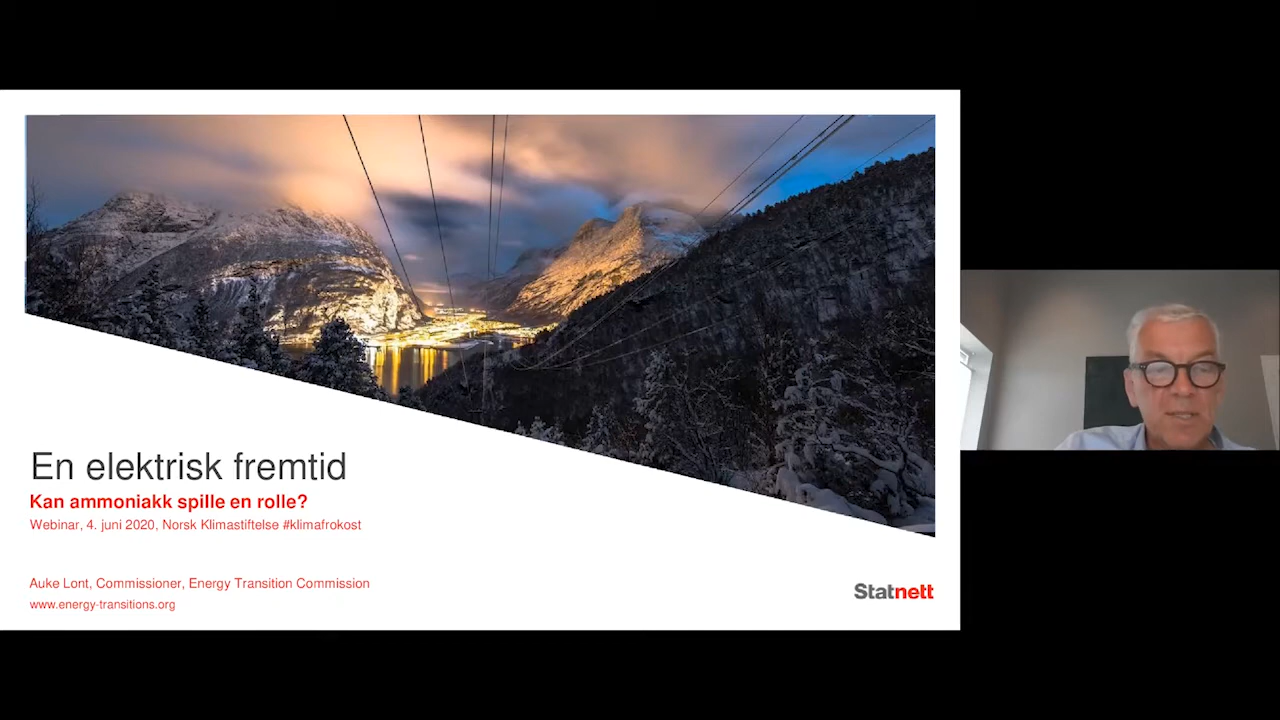 En elektrisk fremtid
Kan ammoniakk spille en rolle?
Webinar, 4. juni 2020, Norsk Klimastiftelse #klimafrokost
Auke Lont, Commissioner, Energy Transition Commission
www.energy-transitions.org
Statnett